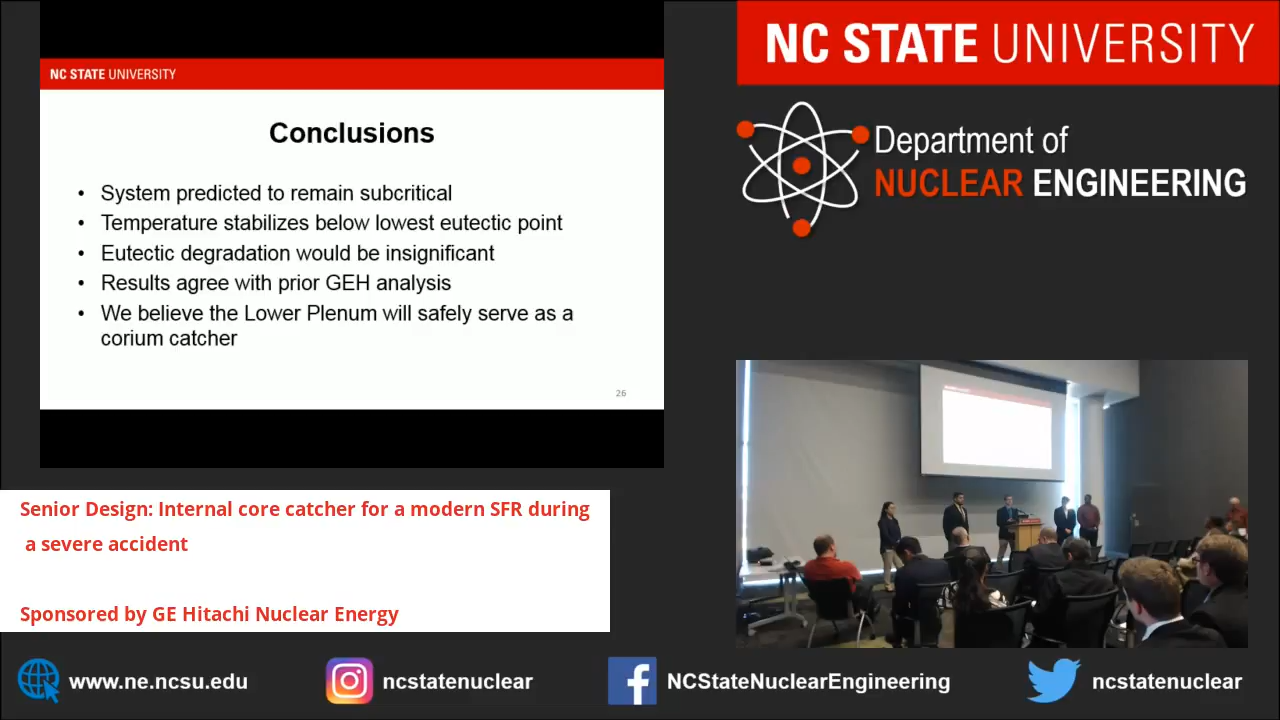 NC STATE UNIVERSITY
Conclusions
• System predicted to remain subcritical
• Temperature stabilizes below lowest eutectic point
• Eutectic degradation would be insignificant
• Results agree with prior GEH analysis
• We believe the Lower Plenum will safely serve as a
corium catcher
26
NC STATE UNIVERSITY
Department of
NUCLEAR ENGINEERING
Senior Design: Internal core catcher for a modern SFR during
a severe accident
Sponsored by GE Hitachi Nuclear Energy
www.ne.ncsu.edu
ncstatenuclear
NCStateNuclearEngineering
ncstatenuclear